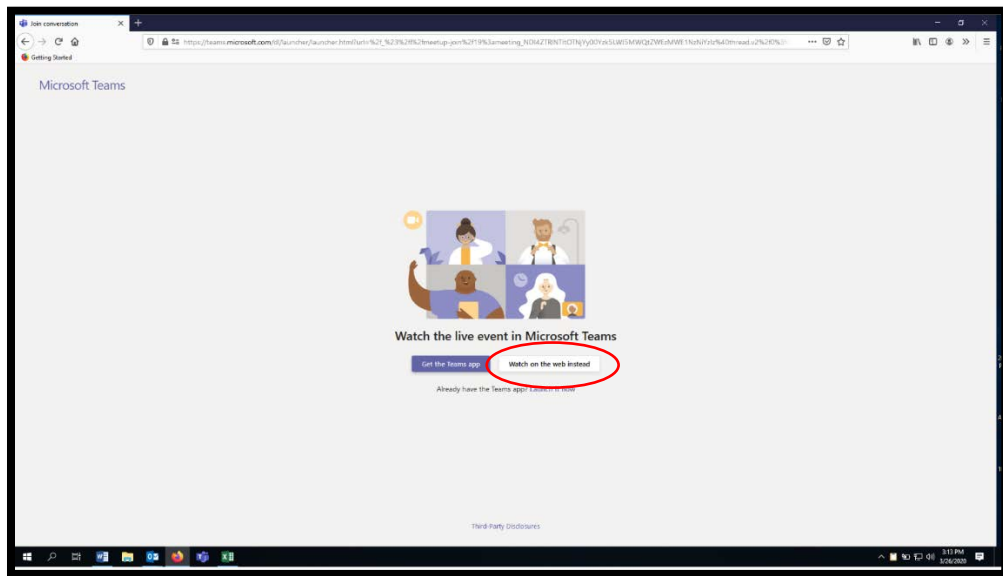 Join conversation
Getting Started
Microsoft Teams
Watch the live event in Microsoft Teams
Get the Teams app
Watch on the web instead
Already have the Teams app? Launch it now
Third-Party Disclosures
3:13 PM
3/26/2020